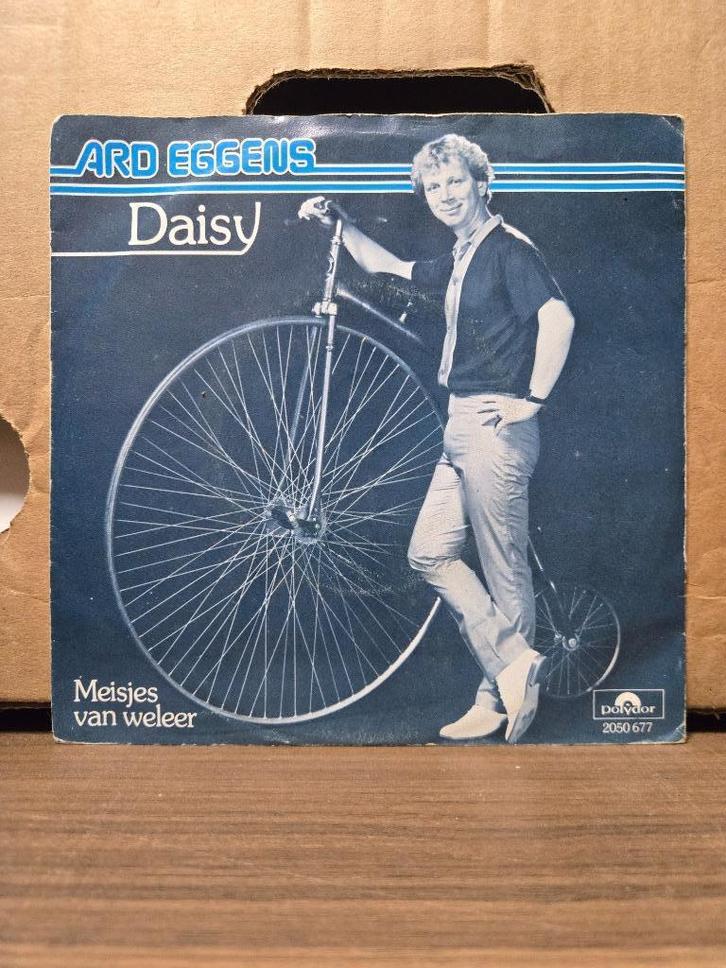 ARD EGGENS
Daisy
Meisjes
van weleer
polydor
2050 677